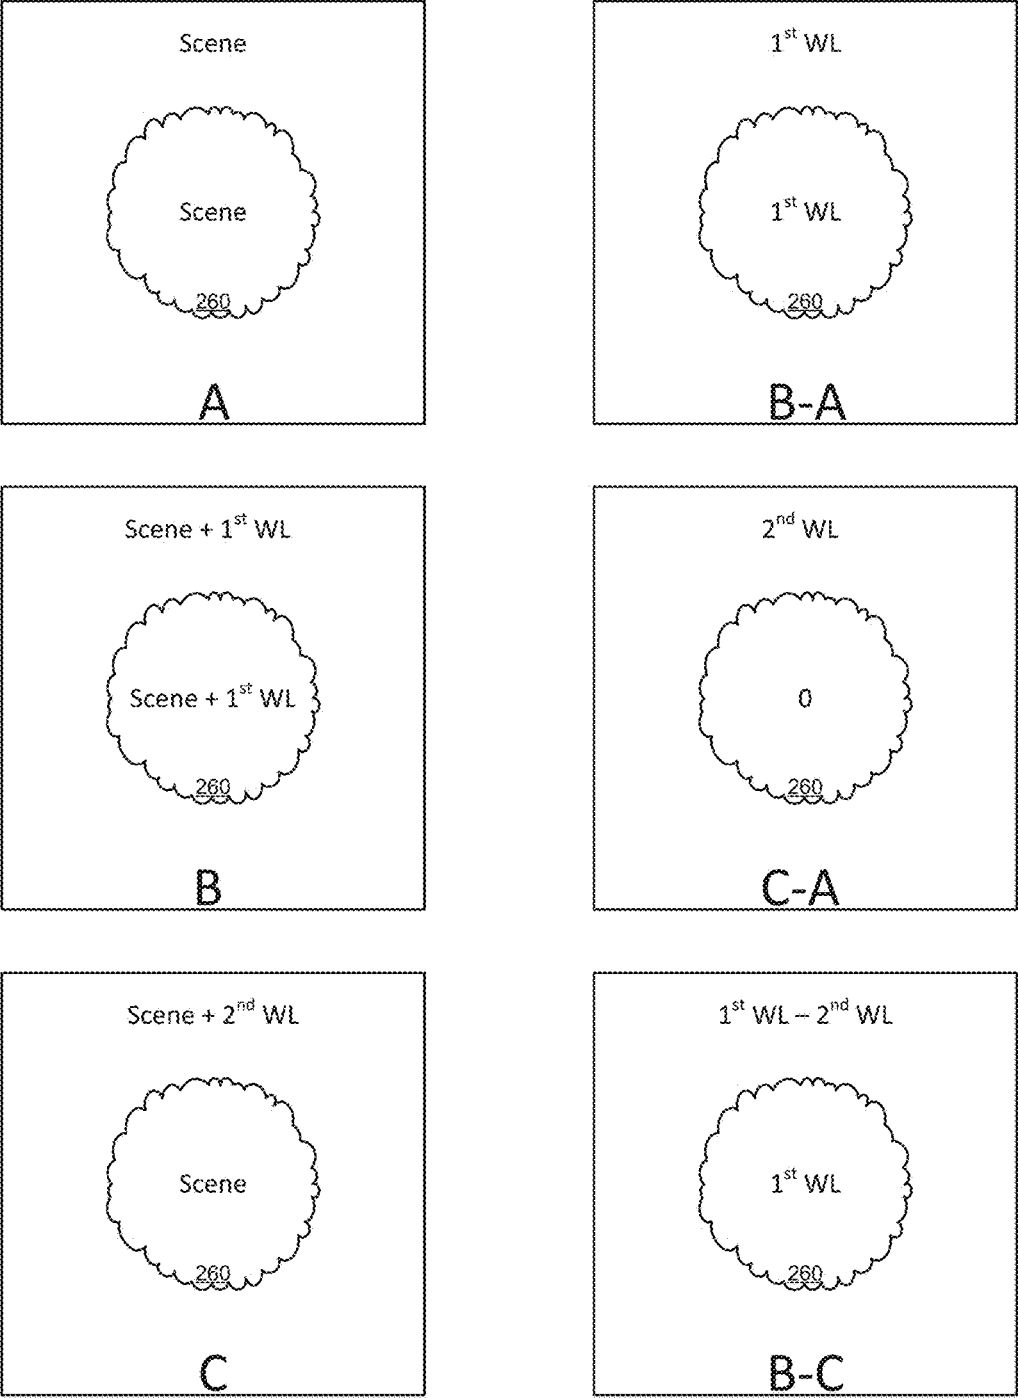 Scene
Scene
260
A
1st WL
1st WL
260
B-A
Scene + 1st WL
Scene + 1st WL
260
B
2nd WL
0
260
C-A
Scene + 2nd WL
Scene
260
C
1st WL – 2nd WL
1st WL
260
B-C